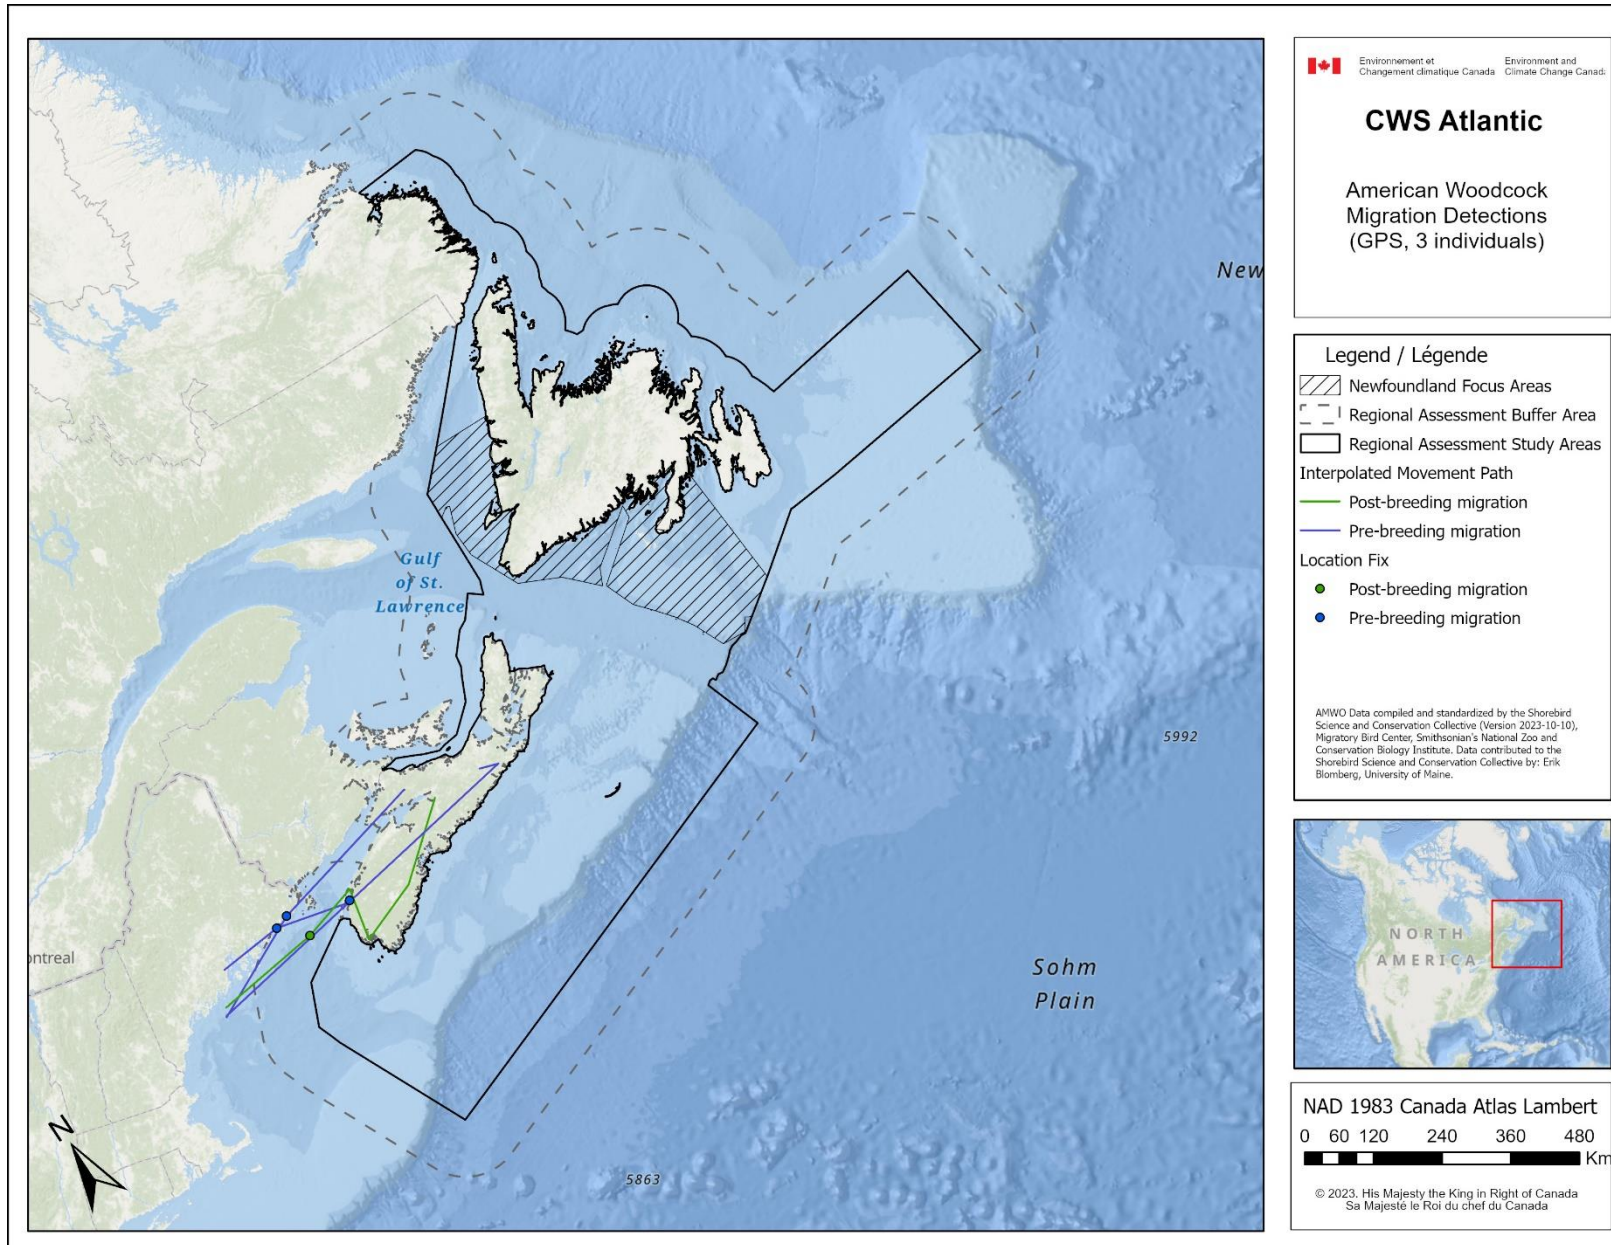 New
Gulf
of St.
Lawrence
5992
ontreal
Sohm
Plain
5863
N
Environnement et
Changement climatique Canada
Environment and
Climate Change Canada
CWS Atlantic
American Woodcock
Migration Detections
(GPS, 3 individuals)
Legend / Légende
Newfoundland Focus Areas
Regional Assessment Buffer Area
Regional Assessment Study Areas
Interpolated Movement Path
Post-breeding migration
Pre-breeding migration
Location Fix
Post-breeding migration
Pre-breeding migration
AMWO Data compiled and standardized by the Shorebird
Science and Conservation Collective (Version 2023-10-10),
Migratory Bird Center, Smithsonian's National Zoo and
Conservation Biology Institute. Data contributed to the
Shorebird Science and Conservation Collective by: Erik
Blomberg, University of Maine.
NORTH
AMERICA
NAD 1983 Canada Atlas Lambert
0 60 120 240 360 480
Km
© 2023. His Majesty the King in Right of Canada
Sa Majesté le Roi du chef du Canada